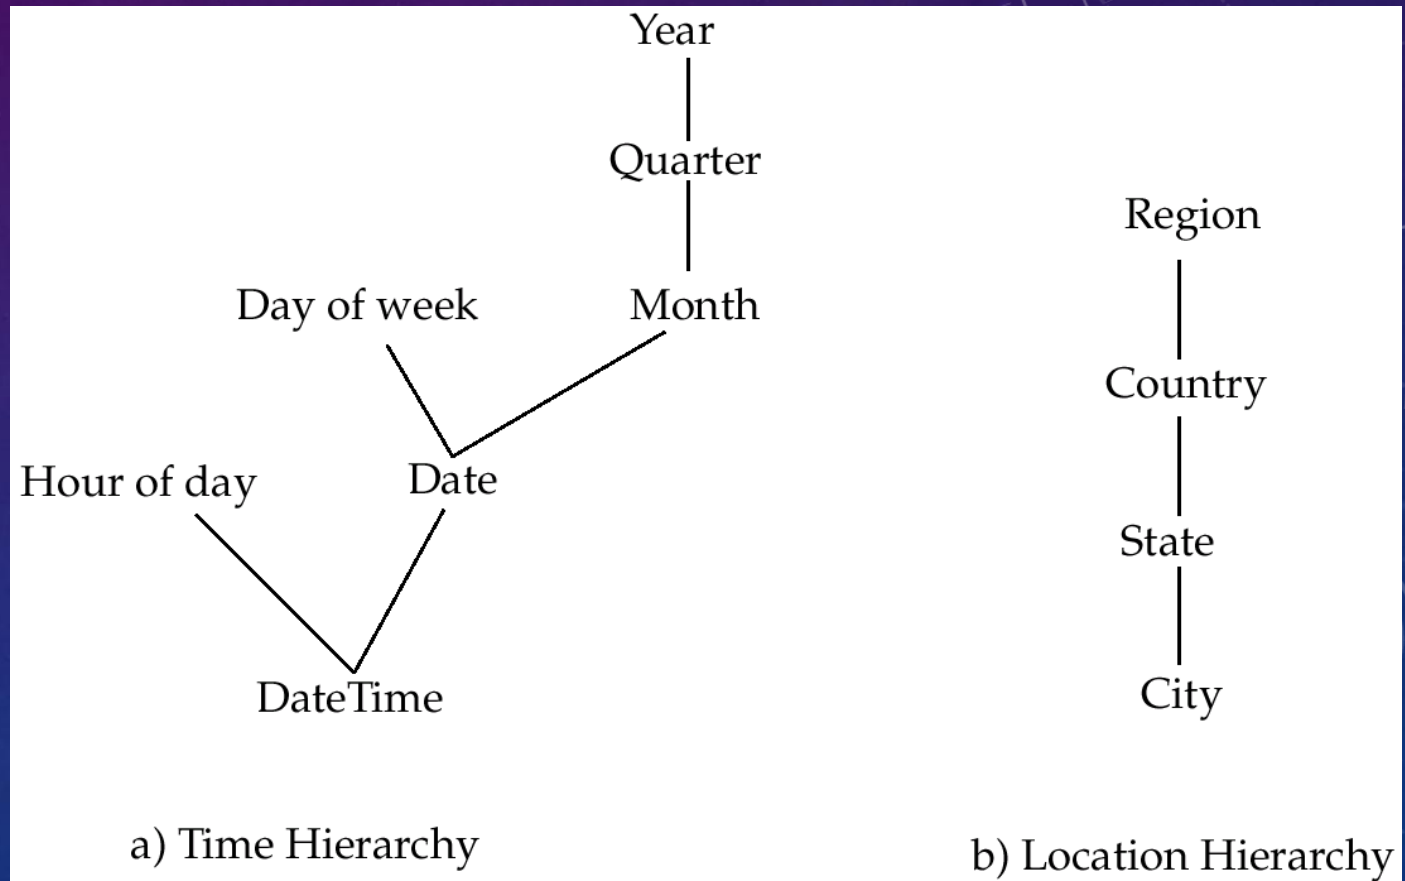 Year
Quarter
Region
Day of week
Month
Country
Hour of day
Date
State
DateTime
City
a) Time Hierarchy
b) Location Hierarchy